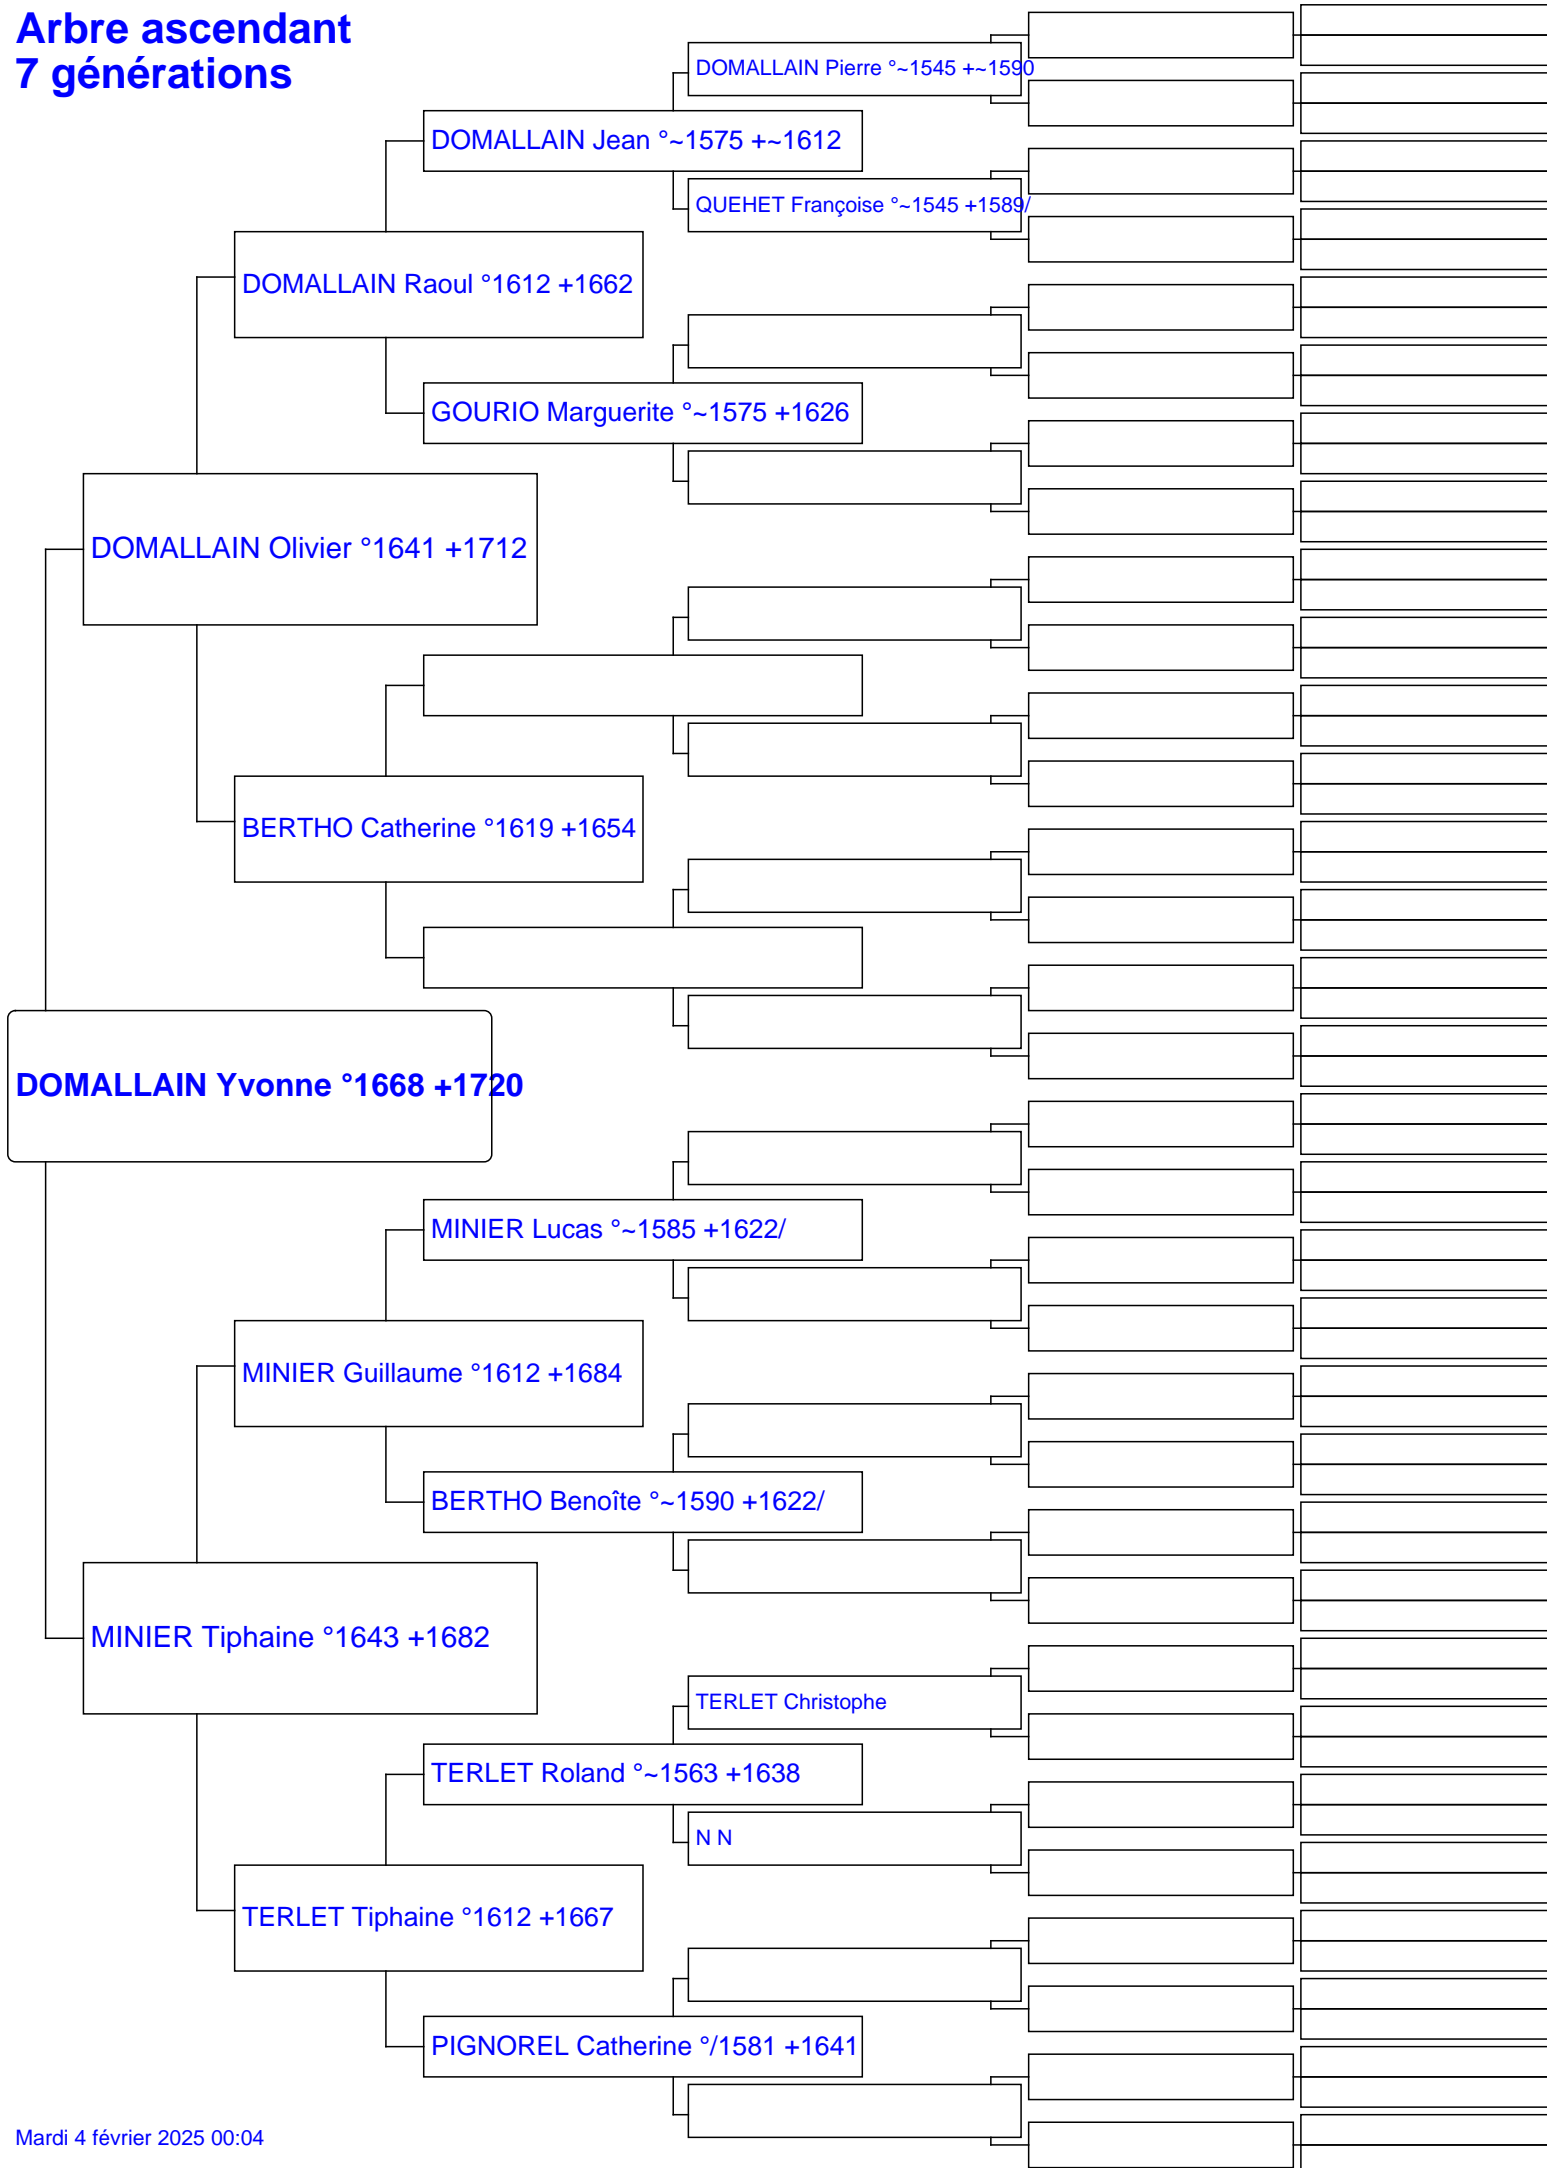 Arbre ascendant
7 générations
DOMALLAIN Pierre °~1545 +~1590
DOMALLAIN Jean °~1575 +~1612
QUEHET Françoise °~1545 +1589/
DOMALLAIN Raoul °1612 +1662
GOURIO Marguerite °~1575 +1626
DOMALLAIN Olivier °1641 +1712
BERTHO Catherine °1619 +1654
DOMALLAIN Yvonne °1668 +1720
MINIER Lucas °~1585 +1622/
MINIER Guillaume °1612 +1684
BERTHO Benoîte °~1590 +1622/
MINIER Tiphaine °1643 +1682
TERLET Christophe
TERLET Roland °~1563 +1638
N N
TERLET Tiphaine °1612 +1667
PIGNOREL Catherine °/1581 +1641
Mardi 4 février 2025 00:04